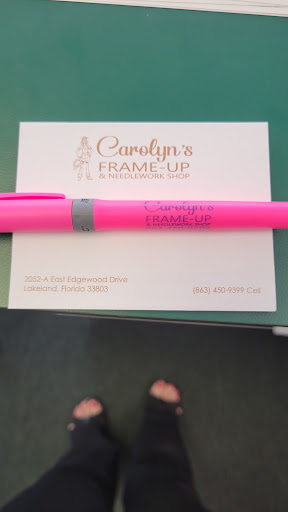 Carolyn's
FRAME-UP
& NEEDLEWORK SHOP
Carolyn's
FRAME-UP
& NEEDLEWORK SHOP
2052-A East Edgewood Drive
Lakeland, Florida 33803
(863) 450-9399 Cell